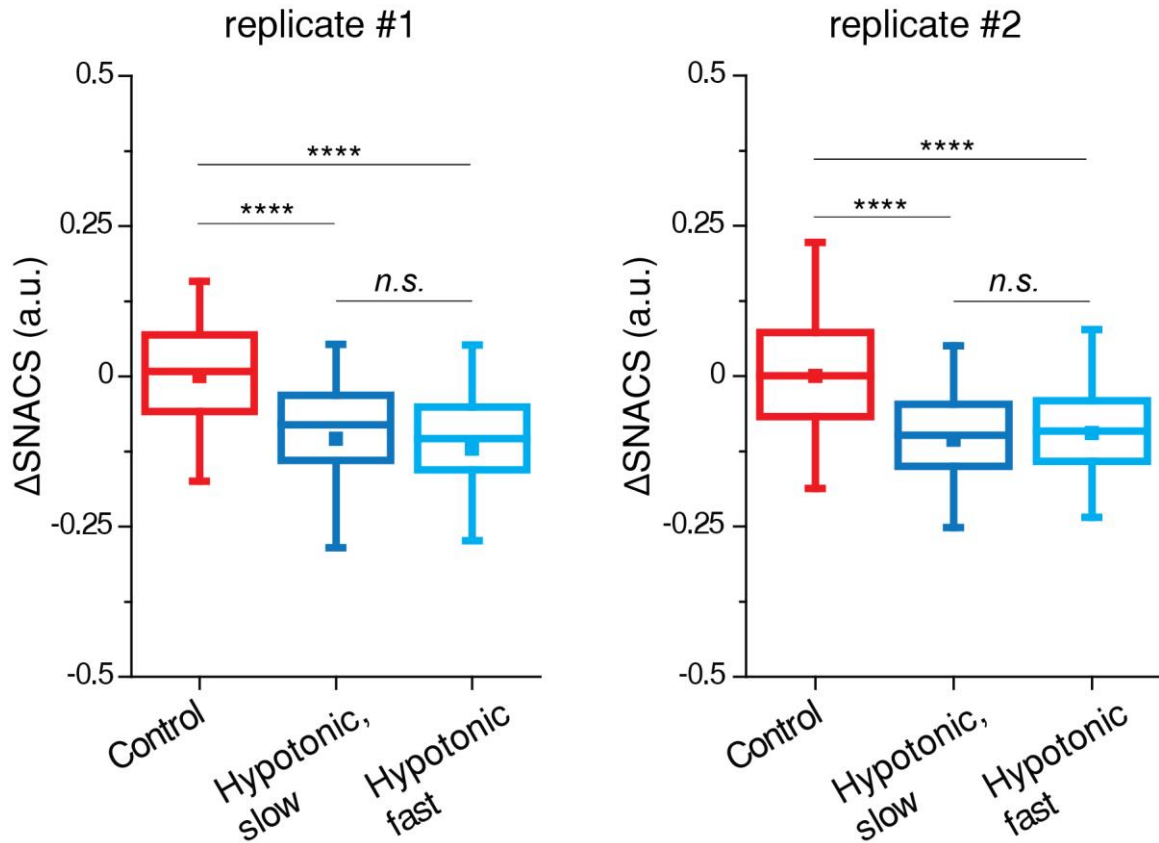 replicate #1
0.5
0.25
0
-0.25
-0.5
ΔSNACS (a.u.)
****
****
n.s.
Control
Hypotonic,
slow
Hypotonic
fast
replicate #2
0.5
0.25
0
-0.25
-0.5
ΔSNACS (a.u.)
****
****
n.s.
Control
Hypotonic,
slow
Hypotonic
fast